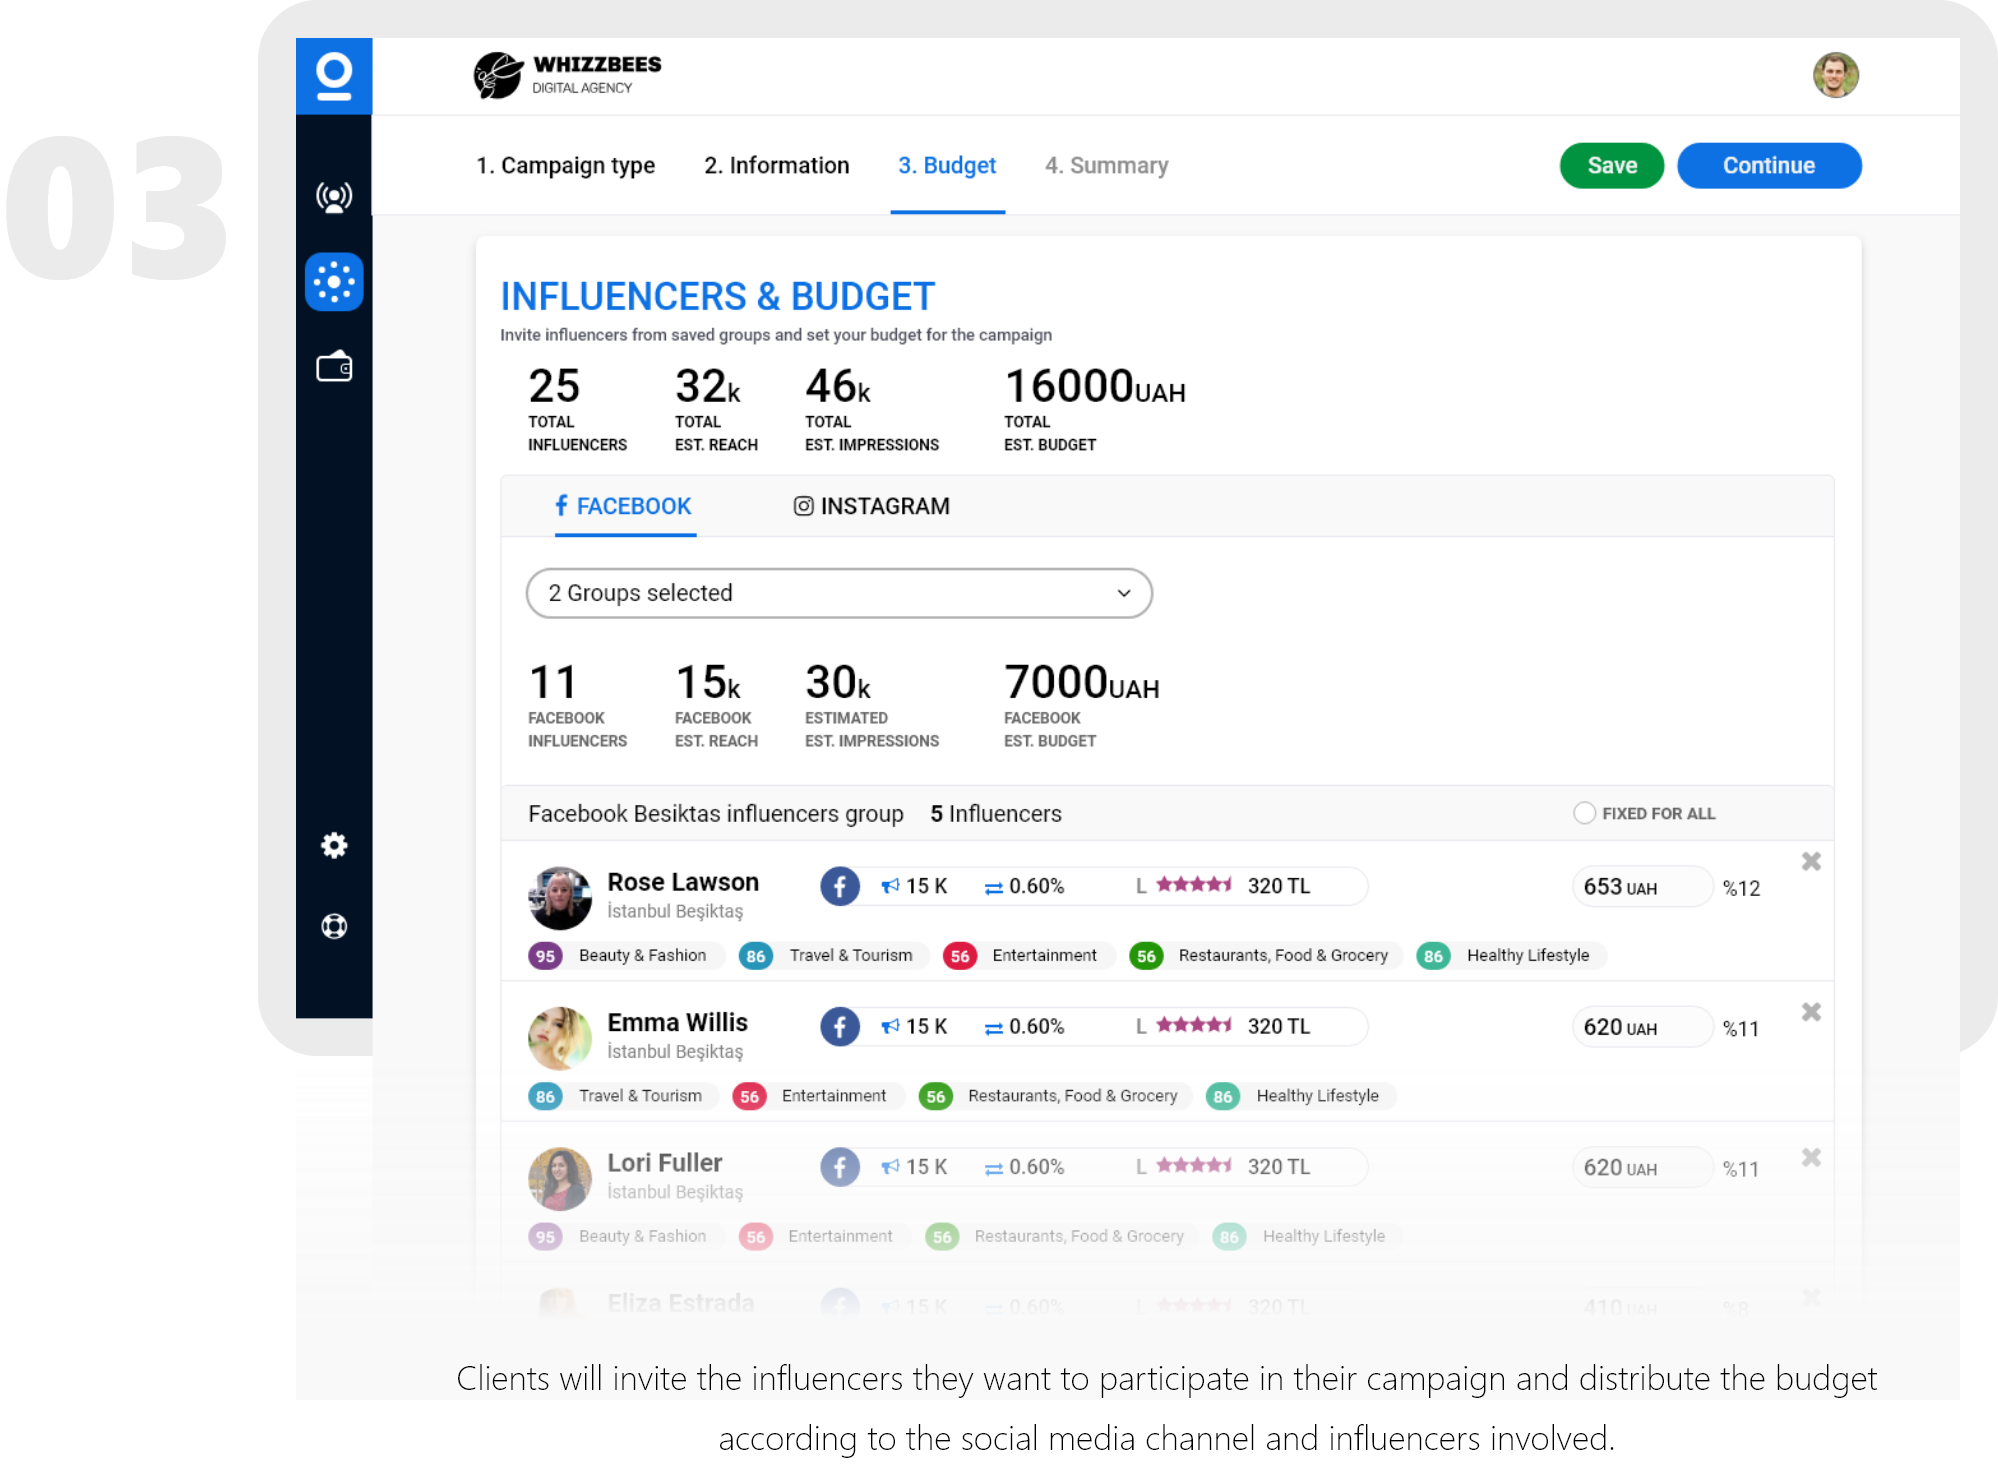 03
WHIZZBEES
DIGITAL AGENCY
1. Campaign type 2. Information 3. Budget 4. Summary Save Continue
INFLUENCERS & BUDGET
Invite influencers from saved groups and set your budget for the campaign
25 32k 46k 16000UAH
TOTAL TOTAL TOTAL TOTAL
INFLUENCERS EST. REACH EST. IMPRESSIONS EST. BUDGET
FACEBOOK INSTAGRAM
2 Groups selected
11 15k 30k 7000UAH
FACEBOOK FACEBOOK ESTIMATED FACEBOOK
INFLUENCERS EST. REACH EST. IMPRESSIONS EST. BUDGET
Facebook Besiktas influencers group 5 Influencers FIXED FOR ALL
Rose Lawson 15 K 0.60% L 320 TL 653 UAH %12
İstanbul Beşiktaş
95 Beauty & Fashion 86 Travel & Tourism 56 Entertainment 56 Restaurants, Food & Grocery 86 Healthy Lifestyle
Emma Willis 15 K 0.60% L 320 TL 620 UAH %11
İstanbul Beşiktaş
86 Travel & Tourism 56 Entertainment 56 Restaurants, Food & Grocery 86 Healthy Lifestyle
Lori Fuller 15 K 0.60% L 320 TL 620 UAH %11
İstanbul Beşiktaş
95 Beauty & Fashion 56 Entertainment 56 Restaurants, Food & Grocery 86 Healthy Lifestyle
Eliza Estrada 15 K 0.60% L 320 TL 410 UAH %8
Clients will invite the influencers they want to participate in their campaign and distribute the budget
according to the social media channel and influencers involved.